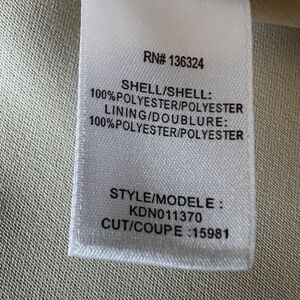 RN# 136324
SHELL/SHELL:
100%POLYESTER/POLYESTER
LINING/DOUBLURE:
100%POLYESTER/POLYESTER
STYLE/MODELE :
KDN011370
CUT/COUPE :15981